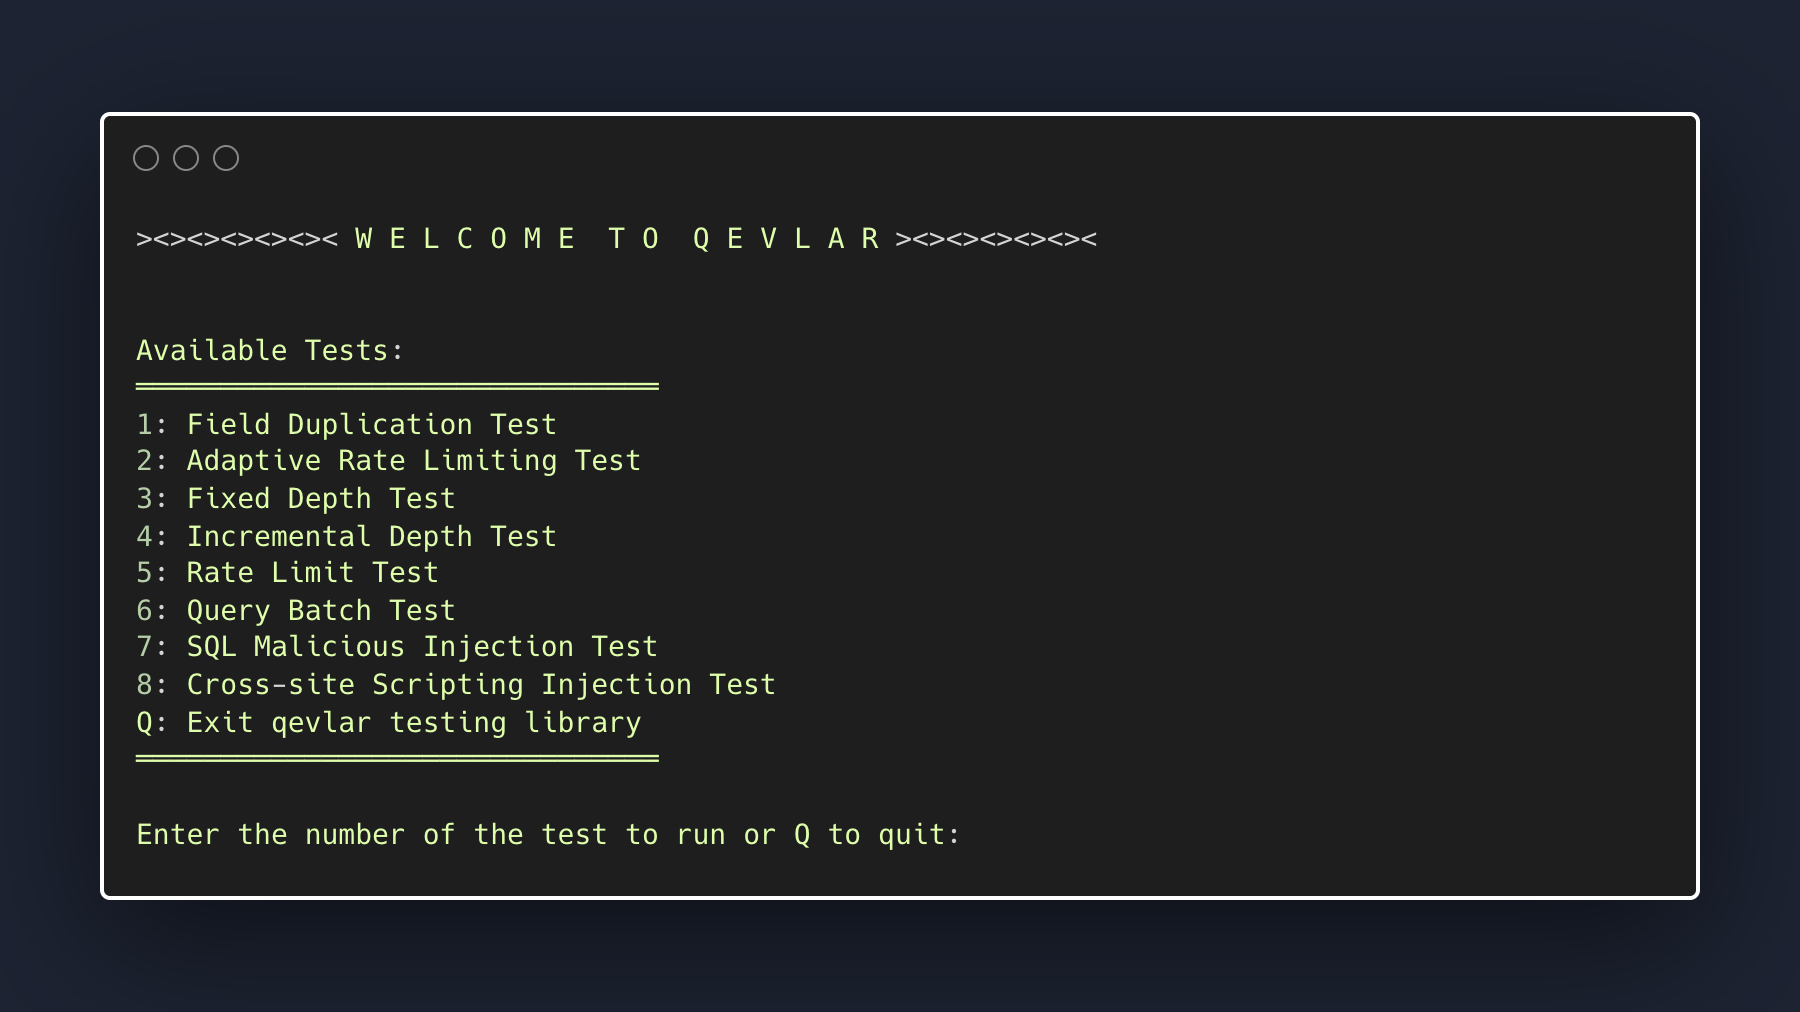 ><><><><><>< W E L C O M E  T O  Q E V L A R ><><><><><><
Available Tests:
═══════════════════════════════
1: Field Duplication Test
2: Adaptive Rate Limiting Test
3: Fixed Depth Test
4: Incremental Depth Test
5: Rate Limit Test
6: Query Batch Test
7: SQL Malicious Injection Test
8: Cross-site Scripting Injection Test
Q: Exit qevlar testing library
═══════════════════════════════
Enter the number of the test to run or Q to quit: